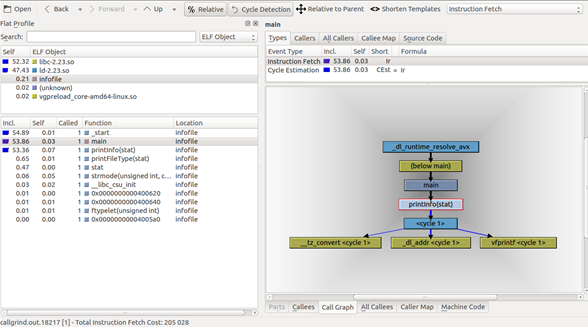 Open Back Forward Up % Relative Cycle Detection Relative to Parent Shorten Templates Instruction Fetch
Flat Profile
Search: ELF Object
Self ELF Object
52.32 libc-2.23.so
47.43 ld-2.23.so
0.21 infofile
0.02 (unknown)
0.02 vgpreload_core-amd64-linux.so
Incl. Self Called Function Location
54.89 0.01 1 _start infofile
53.86 0.03 1 main infofile
53.36 0.07 1 printInfo(stat) infofile
0.65 0.01 1 printFileType(stat) infofile
0.47 0.00 1 stat infofile
0.06 0.05 1 strmode(unsigned int, c... infofile
0.03 0.02 1 __libc_csu_init infofile
0.01 0.00 1 0x0000000000400620 infofile
0.01 0.01 1 0x0000000000400640 infofile
0.01 0.01 1 ftypelet(unsigned int) infofile
0.00 0.00 1 0x00000000004005a0 infofile
main
Types Callers All Callers Callee Map Source Code
Event Type Incl. Self Short Formula
Instruction Fetch 53.86 0.03 Ir
Cycle Estimation 53.86 0.03 CEst = Ir
_dl_runtime_resolve_avx
(below main)
main
printInfo(stat)
<cycle 1>
__tz_convert <cycle 1> _dl_addr <cycle 1> vfprintf <cycle 1>
Parts Callees Call Graph All Callees Caller Map Machine Code
callgrind.out.18217 [1] - Total Instruction Fetch Cost: 205 028